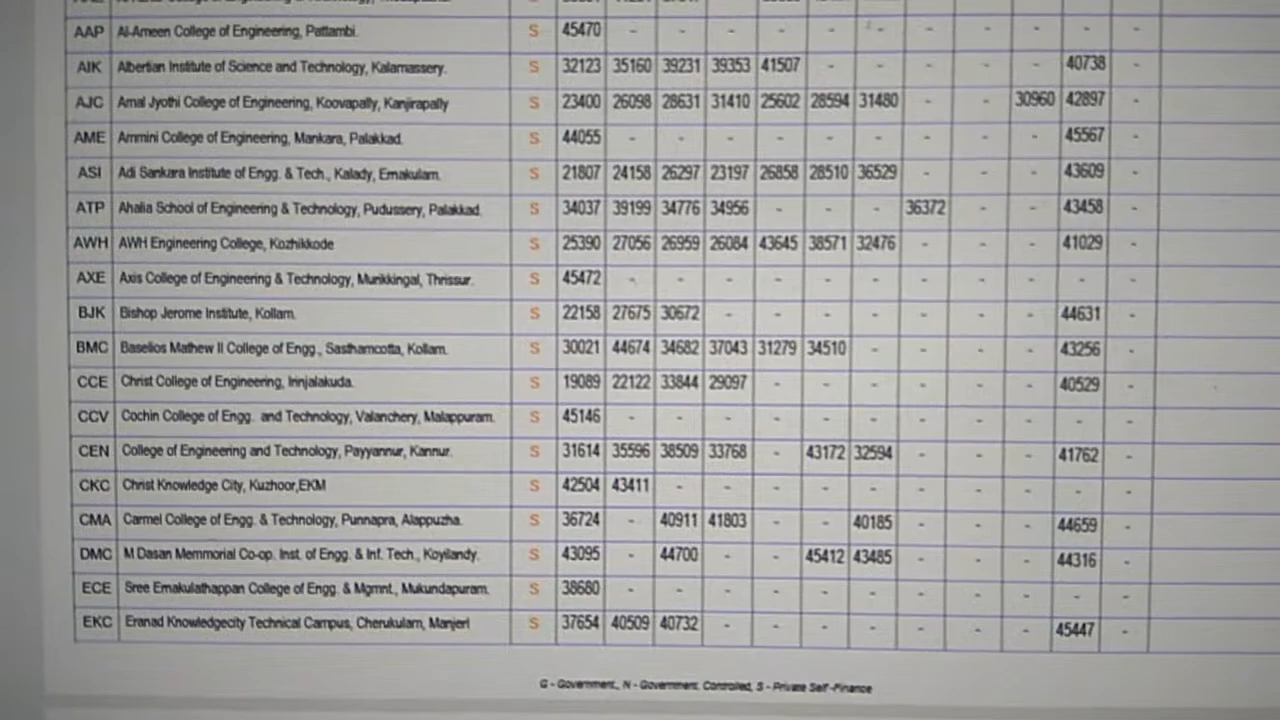 AAP Al-Ameen College of Engineering, Pattambi. S 45470 - - - - - - - - - - -
AIK Albertian Institute of Science and Technology, Kalamassery. S 32123 35160 39231 39353 41507 - - - - - 40738 -
AJC Amal Jyothi College of Engineering, Koovapally, Kanjirapally S 23400 26098 28631 31410 25602 28594 31480 - - 30960 42897 -
AME Ammini College of Engineering, Mankara, Palakkad. S 44055 - - - - - - - - - 45567 -
ASI Adi Sankara Institute of Engg. & Tech., Kalady, Ernakulam. S 21807 24158 26297 23197 26858 28510 36529 - - - 43609 -
ATP Ahalia School of Engineering & Technology, Pudussery, Palakkad. S 34037 39199 34776 34956 - - - 36372 - - 43458 -
AWH AWH Engineering College, Kozhikkode S 25390 27056 26959 26084 43645 38571 32476 - - - 41029 -
AXE Axis College of Engineering & Technology, Murikkingal, Thrissur. S 45472 - - - - - - - - - - -
BJK Bishop Jerome Institute, Kollam. S 22158 27675 30672 - - - - - - - 44631 -
BMC Baselios Mathew II College of Engg., Sasthamcotta, Kollam. S 30021 44674 34682 37043 31279 34510 - - - - 43256 -
CCE Christ College of Engineering, Irinjalakuda. S 19089 22122 33844 29097 - - - - - - 40529 -
CCV Cochin College of Engg. and Technology, Valanchery, Malappuram. S 45146 - - - - - - - - - - -
CEN College of Engineering and Technology, Payyannur, Kannur. S 31614 35596 38509 33768 - 43172 32594 - - - 41762 -
CKC Christ Knowledge City, Kuzhoor,EKM S 42504 43411 - - - - - - - - - -
CMA Carmel College of Engg. & Technology, Punnapra, Alappuzha. S 36724 - 40911 41803 - - 40185 - - - 44659 -
DMC M Dasan Memmorial Co-op. Inst. of Engg. & Inf. Tech., Koyilandy. S 43095 - 44700 - - 45412 43485 - - - 44316 -
ECE Sree Ernakulathappan College of Engg. & Mgmnt., Mukundapuram. S 38680 - - - - - - - - - - -
EKC Eranad Knowledgecity Technical Campus, Cherukulam, Manjeri S 37654 40509 40732 - - - - - - - 45447 -
G - Government, N - Government Controlled, S - Private Self-Finance